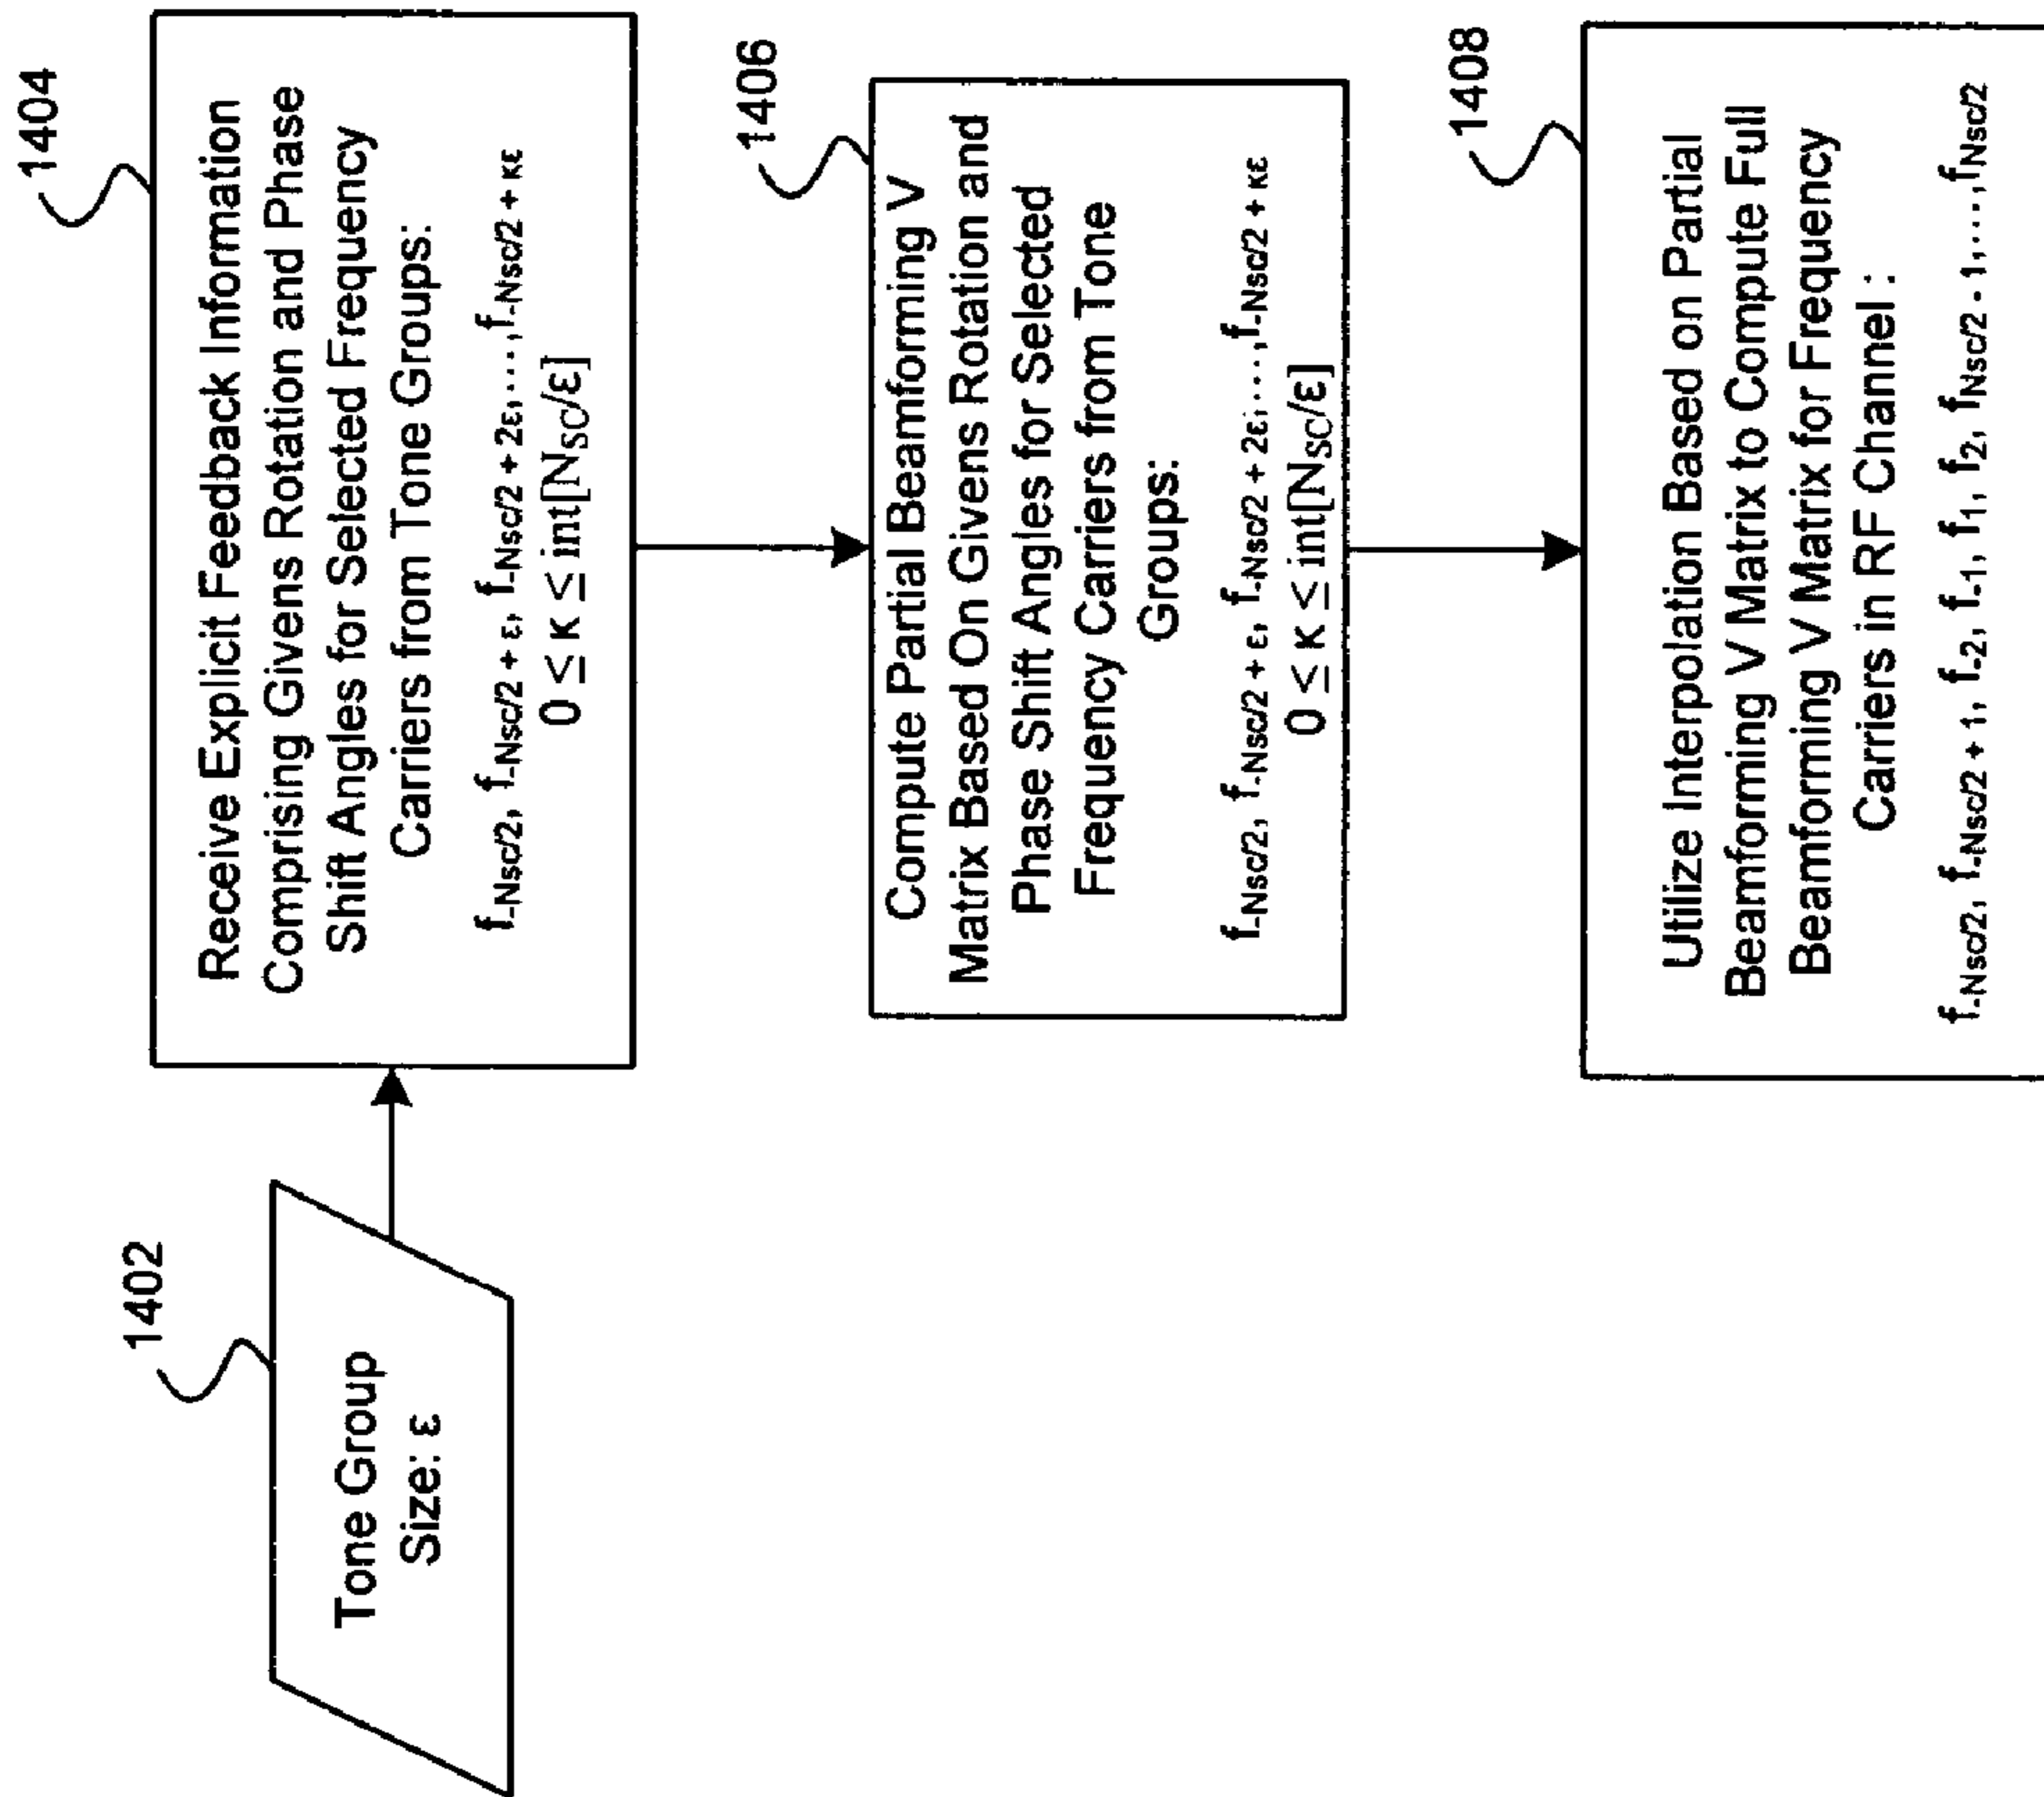 1402
Tone Group
Size: ε
1404
Receive Explicit Feedback Information
Comprising Givens Rotation and Phase
Shift Angles for Selected Frequency
Carriers from Tone Groups:
f-Nsc/2, f-Nsc/2 + ε, f-Nsc/2 + 2ε,...,f-Nsc/2 + κε
0 ≤ κ ≤ int[NSC/ε]
1406
Compute Partial Beamforming V
Matrix Based On Givens Rotation and
Phase Shift Angles for Selected
Frequency Carriers from Tone
Groups:
f-Nsc/2, f-Nsc/2 + ε, f-Nsc/2 + 2ε,...,f-Nsc/2 + κε
0 ≤ κ ≤ int[NSC/ε]
1408
Utilize Interpolation Based on Partial
Beamforming V Matrix to Compute Full
Beamforming V Matrix for Frequency
Carriers in RF Channel :
f-Nsc/2, f-Nsc/2 + 1, f-2, f-1, f1, f2, fNsc/2 - 1,...,fNsc/2